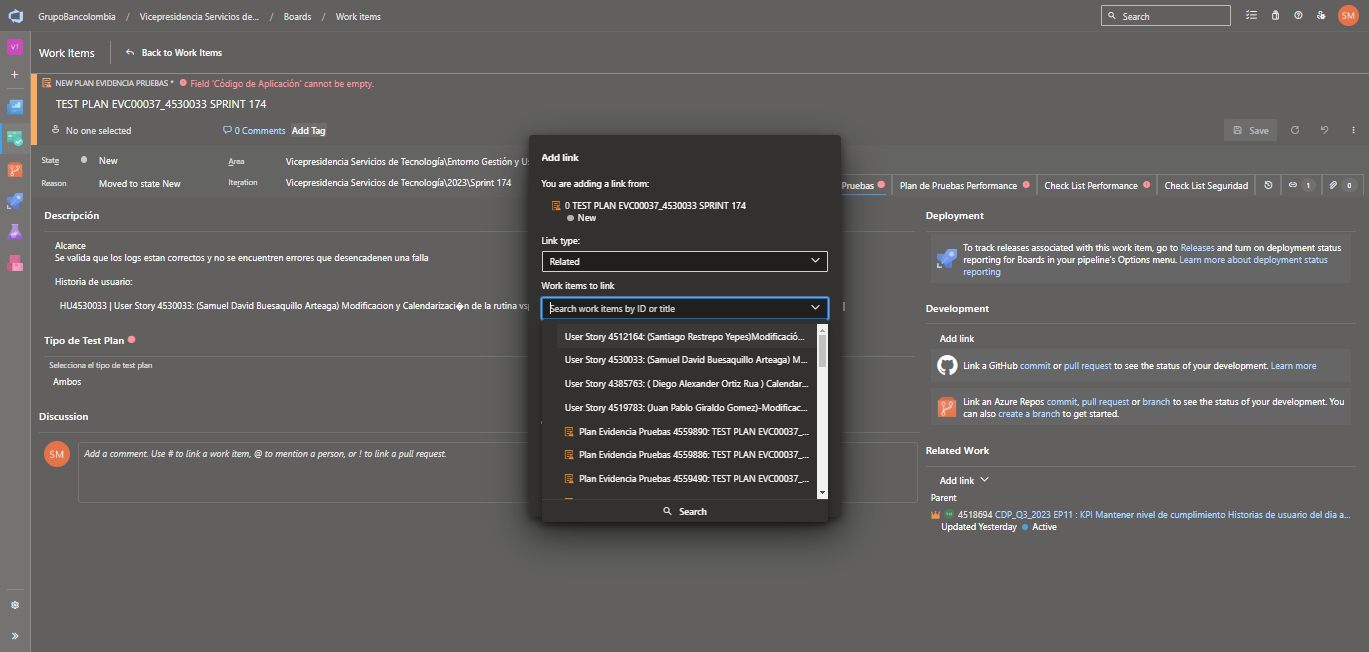 GrupoBancolombia / Vicepresidencia Servicios de... / Boards / Work items
Search
SM
VT
Work Items
Back to Work Items
NEW PLAN EVIDENCIA PRUEBAS * Field 'Código de Aplicación' cannot be empty.
TEST PLAN EVC00037_4530033 SPRINT 174
No one selected
0 Comments
Add Tag
Save
State
New
Area
Vicepresidencia Servicios de Tecnología\Entorno Gestión y Us
Reason
Moved to state New
Iteration
Vicepresidencia Servicios de Tecnología\2023\Sprint 174
Pruebas
Plan de Pruebas Performance
Check List Performance
Check List Seguridad
1
0
Descripción
Alcance
Se valida que los logs estan correctos y no se encuentren errores que desencadenen una falla
Historia de usuario:
HU4530033 | User Story 4530033: (Samuel David Buesaquillo Arteaga) Modificacion y Calendarizaci�n de la rutina vsp
Tipo de Test Plan
Selecciona el tipo de test plan
Ambos
Discussion
SM
Add a comment. Use # to link a work item, @ to mention a person, or ! to link a pull request.
Add link
You are adding a link from:
0 TEST PLAN EVC00037_4530033 SPRINT 174
New
Link type:
Related
Work items to link
Search work items by ID or title
User Story 4512164: (Santiago Restrepo Yepes)Modificació...
User Story 4530033: (Samuel David Buesaquillo Arteaga) M...
User Story 4385763: ( Diego Alexander Ortiz Rua ) Calendar...
User Story 4519783: (Juan Pablo Giraldo Gomez)-Modificac...
Plan Evidencia Pruebas 4559890: TEST PLAN EVC00037_...
Plan Evidencia Pruebas 4559886: TEST PLAN EVC00037_...
Plan Evidencia Pruebas 4559490: TEST PLAN EVC00037_...
Search
Deployment
To track releases associated with this work item, go to Releases and turn on deployment status
reporting for Boards in your pipeline's Options menu. Learn more about deployment status
reporting
Development
Add link
Link a GitHub commit or pull request to see the status of your development. Learn more
Link an Azure Repos commit, pull request or branch to see the status of your development. You
can also create a branch to get started.
Related Work
Add link
Parent
4518694 CDP_Q3_2023 EP11 : KPI Mantener nivel de cumplimiento Historias de usuario del día a...
Updated Yesterday
Active